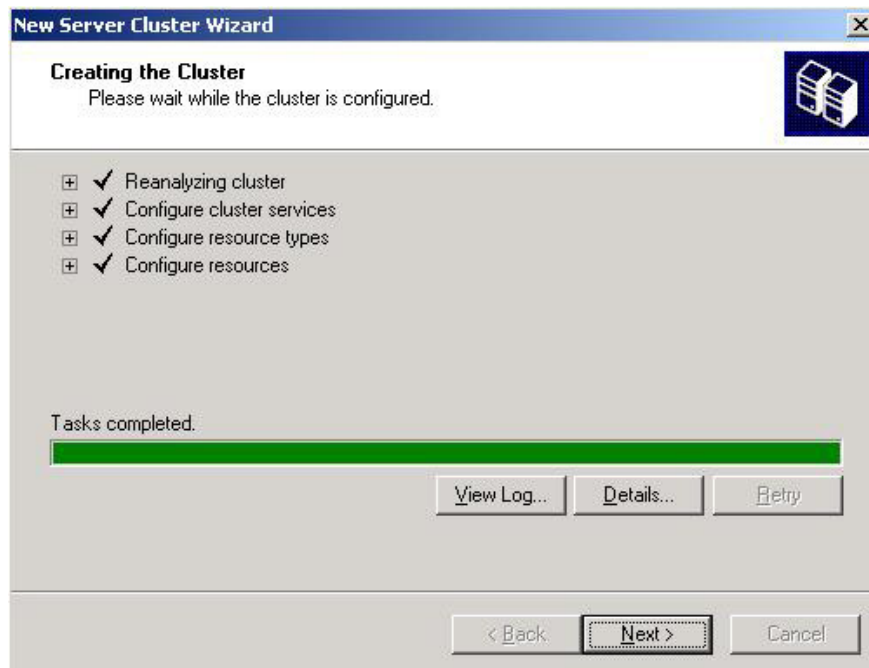 New Server Cluster Wizard
Creating the Cluster
Please wait while the cluster is configured.
Reanalyzing cluster
Configure cluster services
Configure resource types
Configure resources
Tasks completed.
View Log... Details... Retry
< Back Next > Cancel